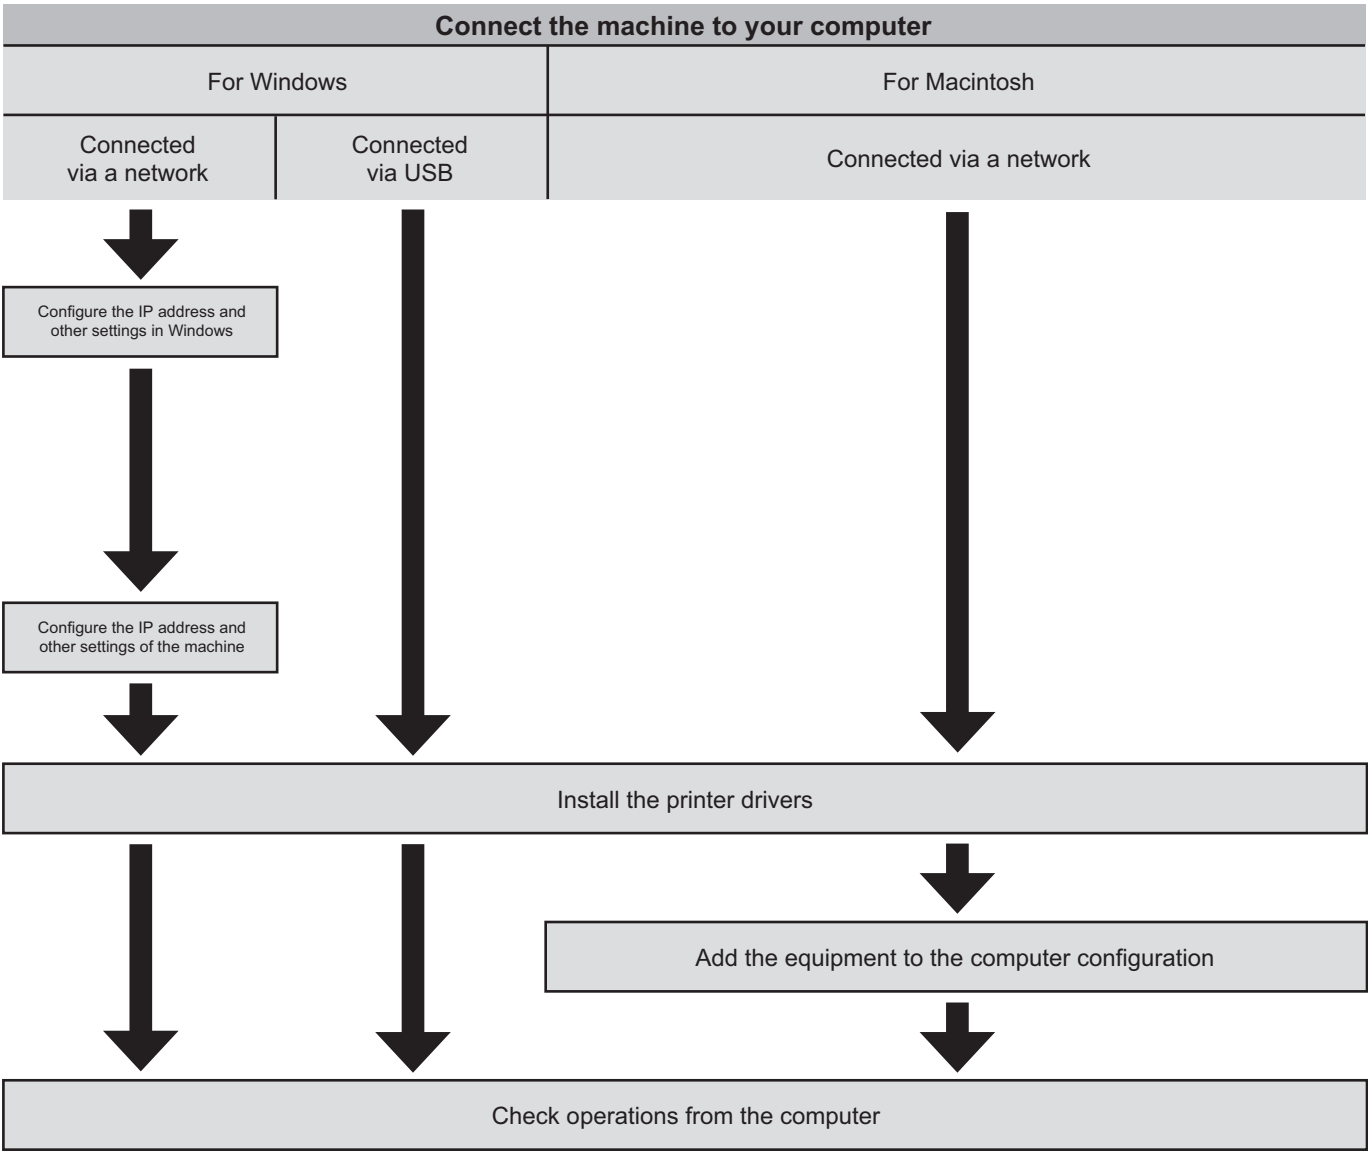 Connect the machine to your computer
For Windows
For Macintosh
Connected
via a network
Connected
via USB
Connected via a network
Configure the IP address and
other settings in Windows
Configure the IP address and
other settings of the machine
Install the printer drivers
Add the equipment to the computer configuration
Check operations from the computer